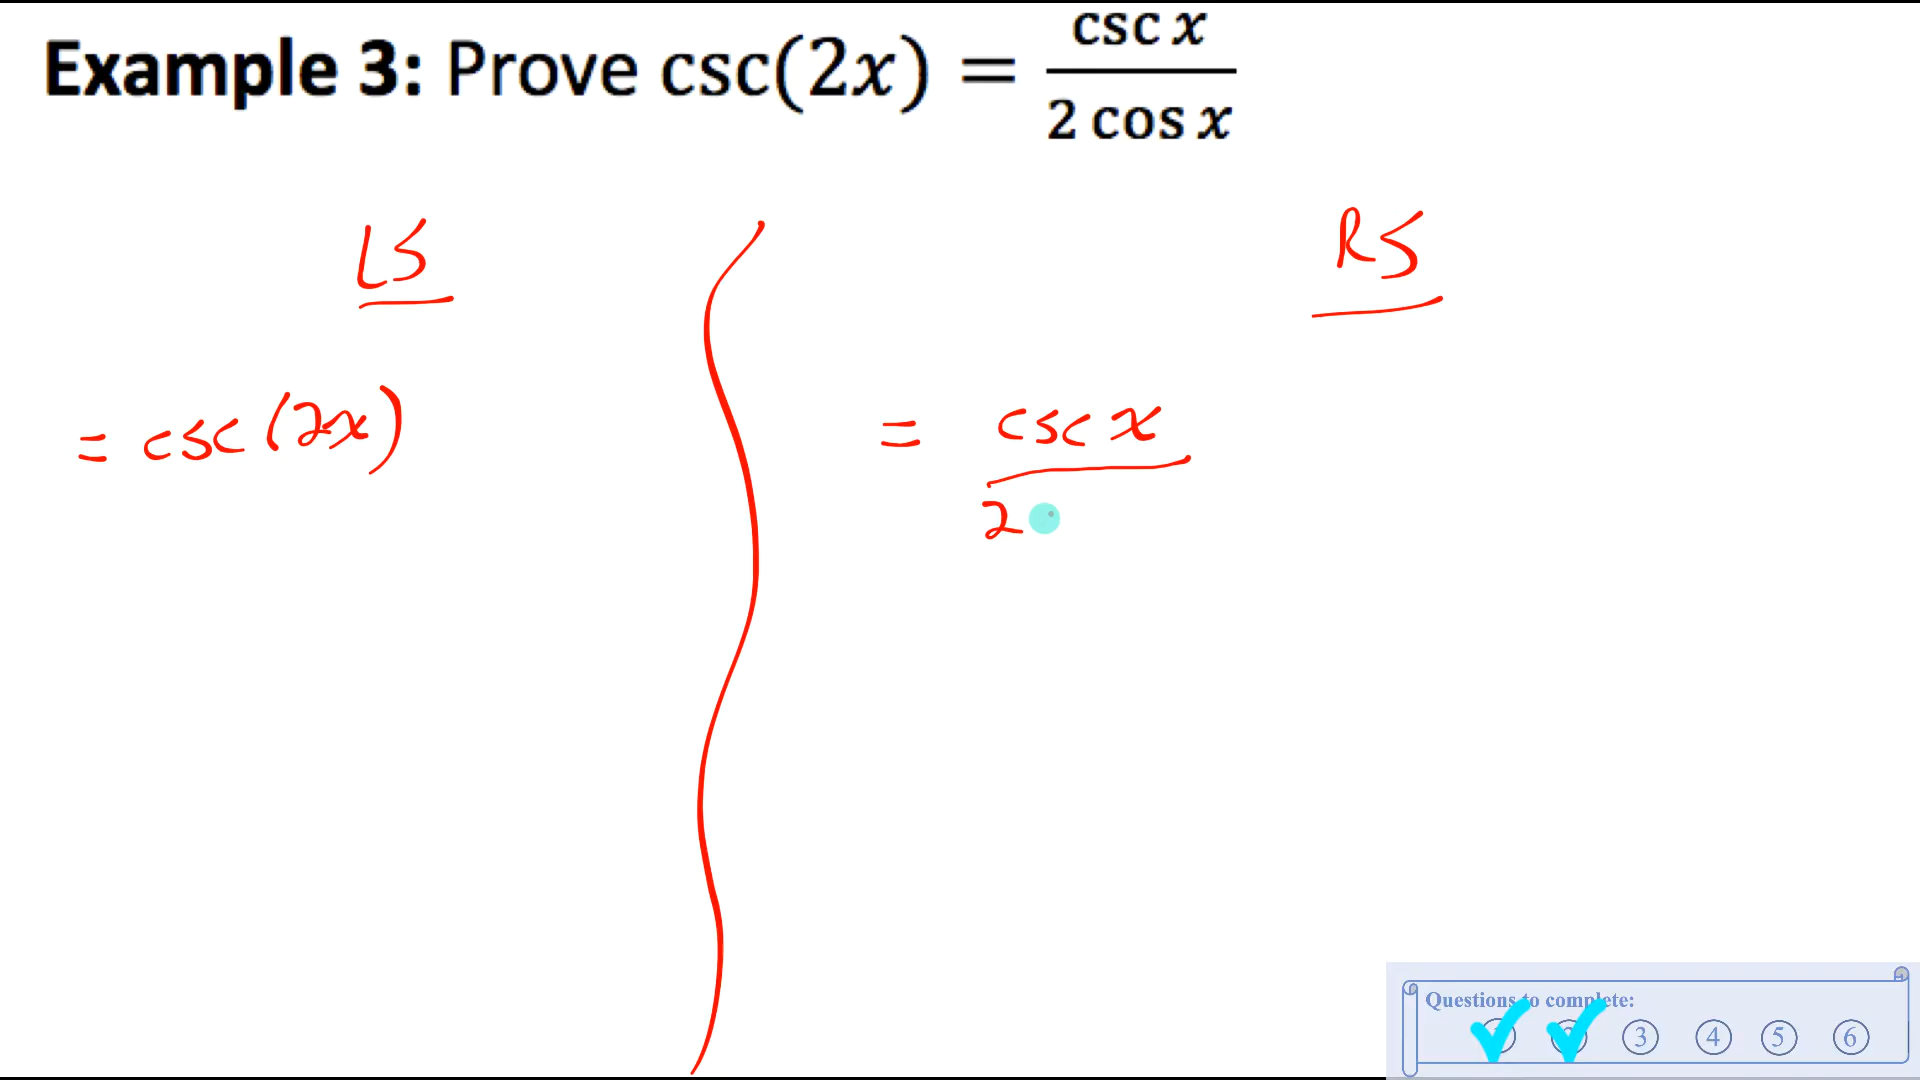 Example 3: Prove csc(2x) = csc x / 2 cos x
LS
RS
= csc (2x)
= csc x
2
Questions to complete:
3 4 5 6